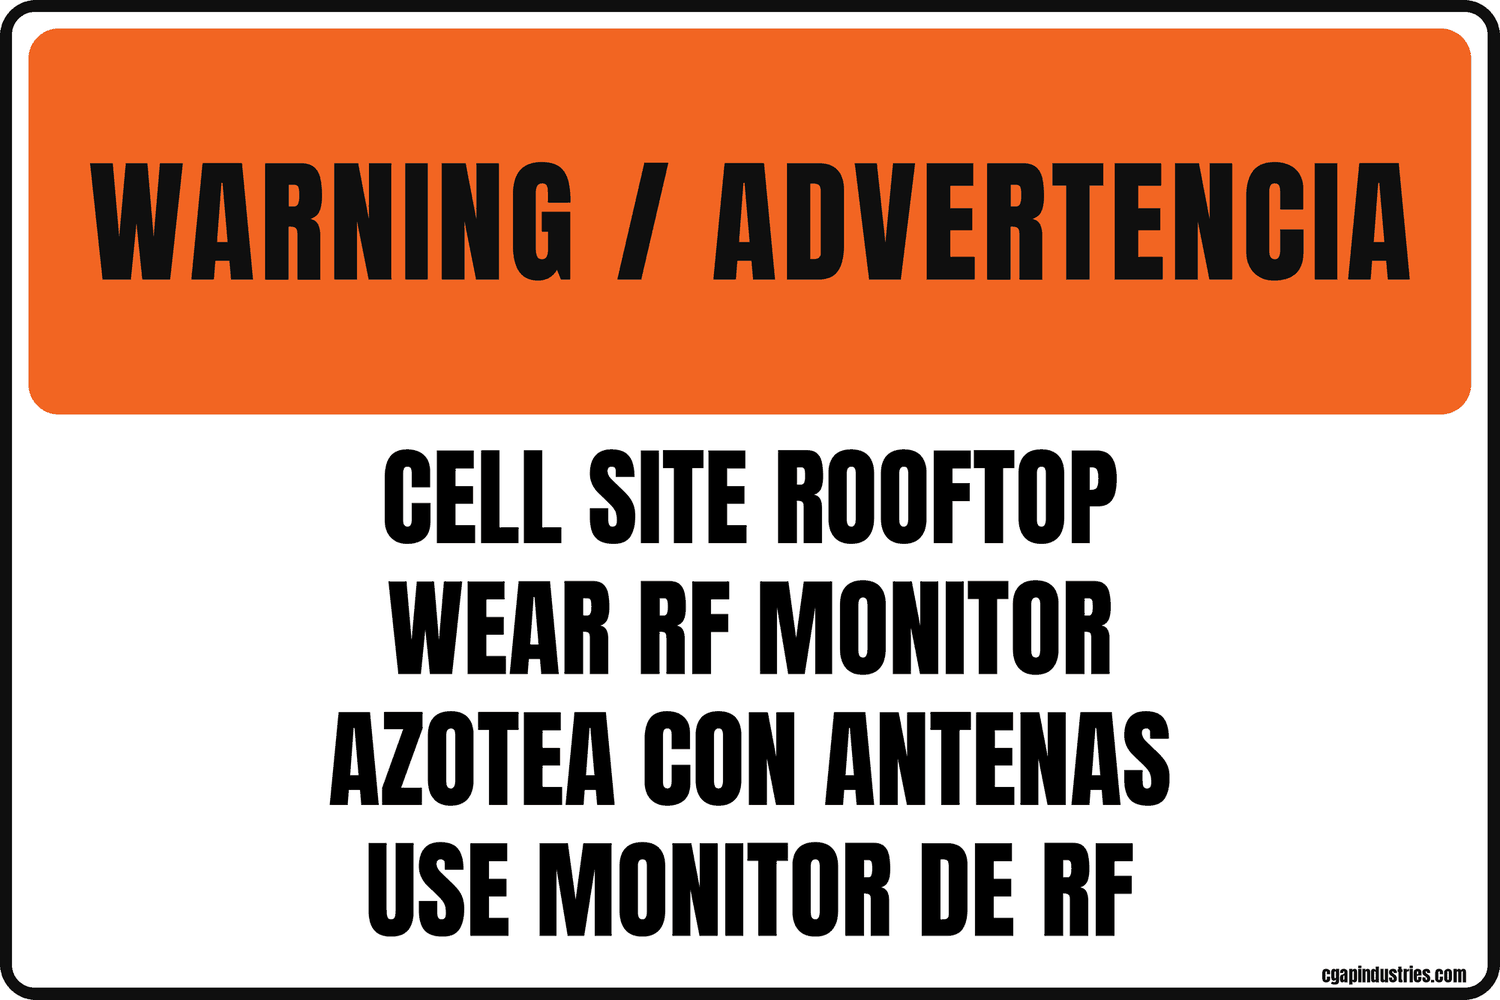 WARNING / ADVERTENCIA
CELL SITE ROOFTOP
WEAR RF MONITOR
AZOTEA CON ANTENAS
USE MONITOR DE RF
cgapindustries.com